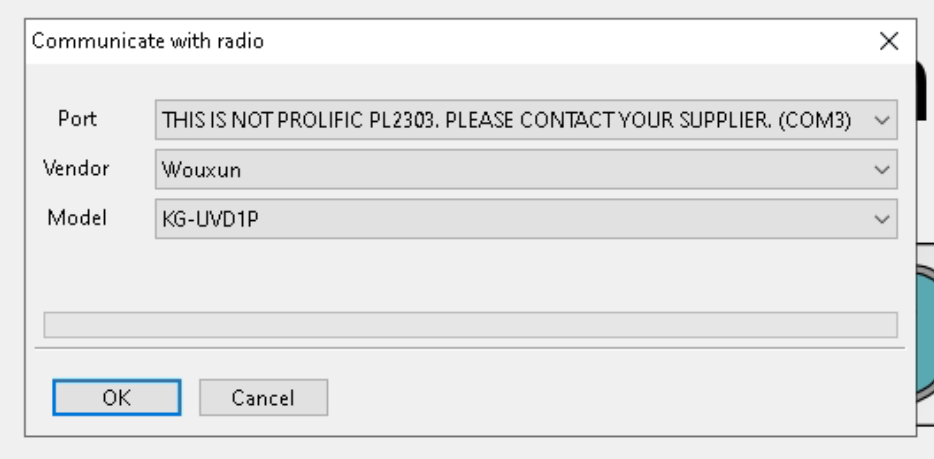 Communicate with radio
Port THIS IS NOT PROLIFIC PL2303. PLEASE CONTACT YOUR SUPPLIER. (COM3)
Vendor Wouxun
Model KG-UVD1P
OK Cancel